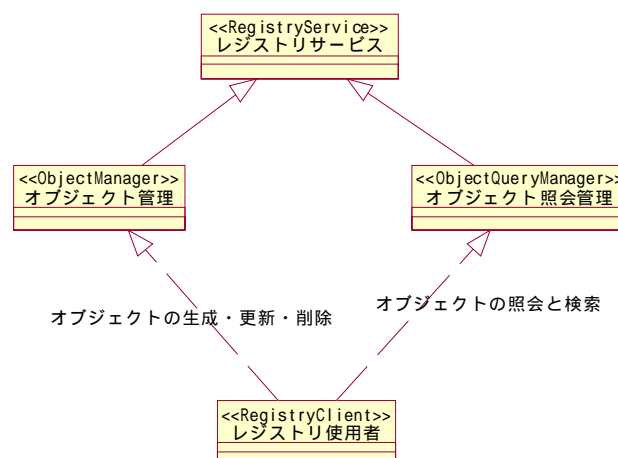 <<RegistryService>>
レジストリサービス
<<ObjectManager>>
オブジェクト管理
<<ObjectQueryManager>>
オブジェクト照会管理
オブジェクトの生成・更新・削除
オブジェクトの照会と検索
<<RegistryClient>>
レジストリ使用者